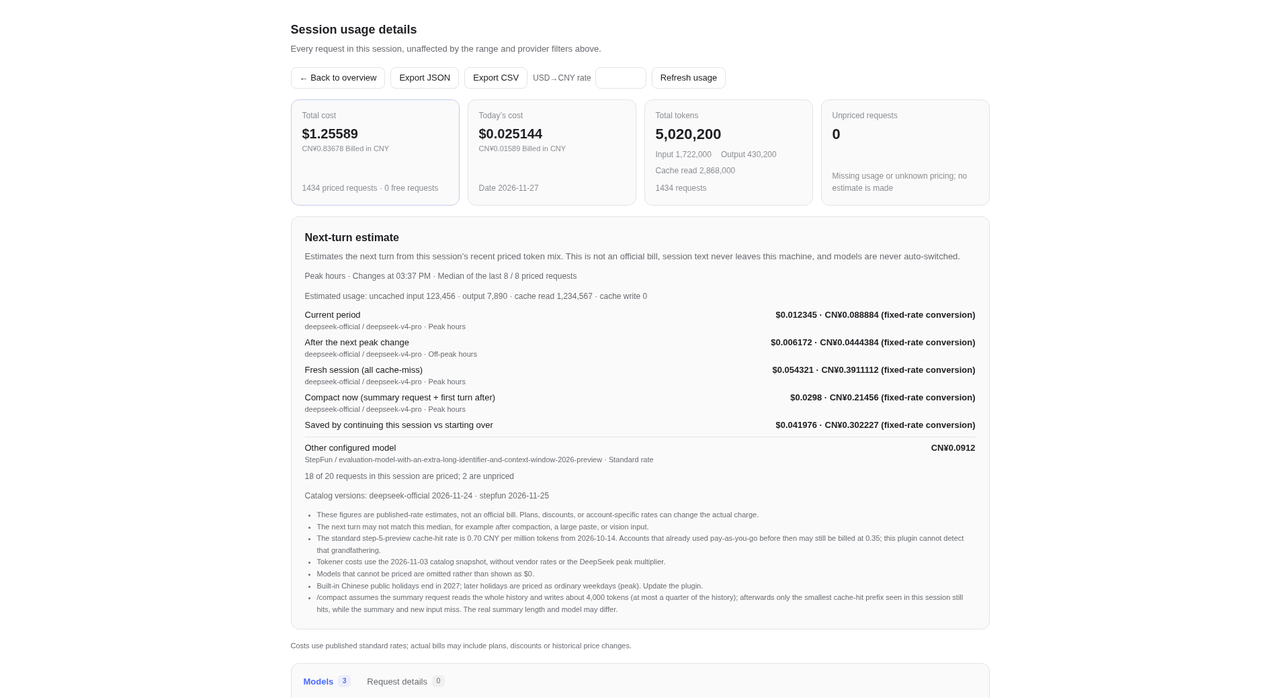 Session usage details
Every request in this session, unaffected by the range and provider filters above.
← Back to overview Export JSON Export CSV USD→CNY rate Refresh usage
Total cost
$1.25589
CN¥0.83678 Billed in CNY
1434 priced requests · 0 free requests
Today's cost
$0.025144
CN¥0.01589 Billed in CNY
Date 2026-11-27
Total tokens
5,020,200
Input 1,722,000 Output 430,200
Cache read 2,868,000
1434 requests
Unpriced requests
0
Missing usage or unknown pricing; no
estimate is made
Next-turn estimate
Estimates the next turn from this session's recent priced token mix. This is not an official bill, session text never leaves this machine, and models are never auto-switched.
Peak hours · Changes at 03:37 PM · Median of the last 8 / 8 priced requests
Estimated usage: uncached input 123,456 · output 7,890 · cache read 1,234,567 · cache write 0
Current period $0.012345 · CN¥0.088884 (fixed-rate conversion)
deepseek-official / deepseek-v4-pro · Peak hours
After the next peak change $0.006172 · CN¥0.0444384 (fixed-rate conversion)
deepseek-official / deepseek-v4-pro · Off-peak hours
Fresh session (all cache-miss) $0.054321 · CN¥0.3911112 (fixed-rate conversion)
deepseek-official / deepseek-v4-pro · Peak hours
Compact now (summary request + first turn after) $0.0298 · CN¥0.21456 (fixed-rate conversion)
deepseek-official / deepseek-v4-pro · Peak hours
Saved by continuing this session vs starting over $0.041976 · CN¥0.302227 (fixed-rate conversion)
Other configured model CN¥0.0912
StepFun / evaluation-model-with-an-extra-long-identifier-and-context-window-2026-preview · Standard rate
18 of 20 requests in this session are priced; 2 are unpriced
Catalog versions: deepseek-official 2026-11-24 · stepfun 2026-11-25
• These figures are published-rate estimates, not an official bill. Plans, discounts, or account-specific rates can change the actual charge.
• The next turn may not match this median, for example after compaction, a large paste, or vision input.
• The standard step-5-preview cache-hit rate is 0.70 CNY per million tokens from 2026-10-14. Accounts that already used pay-as-you-go before then may still be billed at 0.35; this plugin cannot detect
that grandfathering.
• Tokener costs use the 2026-11-03 catalog snapshot, without vendor rates or the DeepSeek peak multiplier.
• Models that cannot be priced are omitted rather than shown as $0.
• Built-in Chinese public holidays end in 2027; later holidays are priced as ordinary weekdays (peak). Update the plugin.
• /compact assumes the summary request reads the whole history and writes about 4,000 tokens (at most a quarter of the history); afterwards only the smallest cache-hit prefix seen in this session still
hits, while the summary and new input miss. The real summary length and model may differ.
Costs use published standard rates; actual bills may include plans, discounts or historical price changes.
Models 3 Request details 0